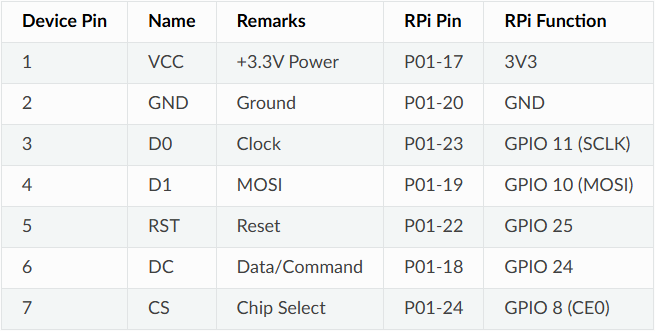 Device Pin Name Remarks RPi Pin RPi Function
1 VCC +3.3V Power P01-17 3V3
2 GND Ground P01-20 GND
3 D0 Clock P01-23 GPIO 11 (SCLK)
4 D1 MOSI P01-19 GPIO 10 (MOSI)
5 RST Reset P01-22 GPIO 25
6 DC Data/Command P01-18 GPIO 24
7 CS Chip Select P01-24 GPIO 8 (CE0)